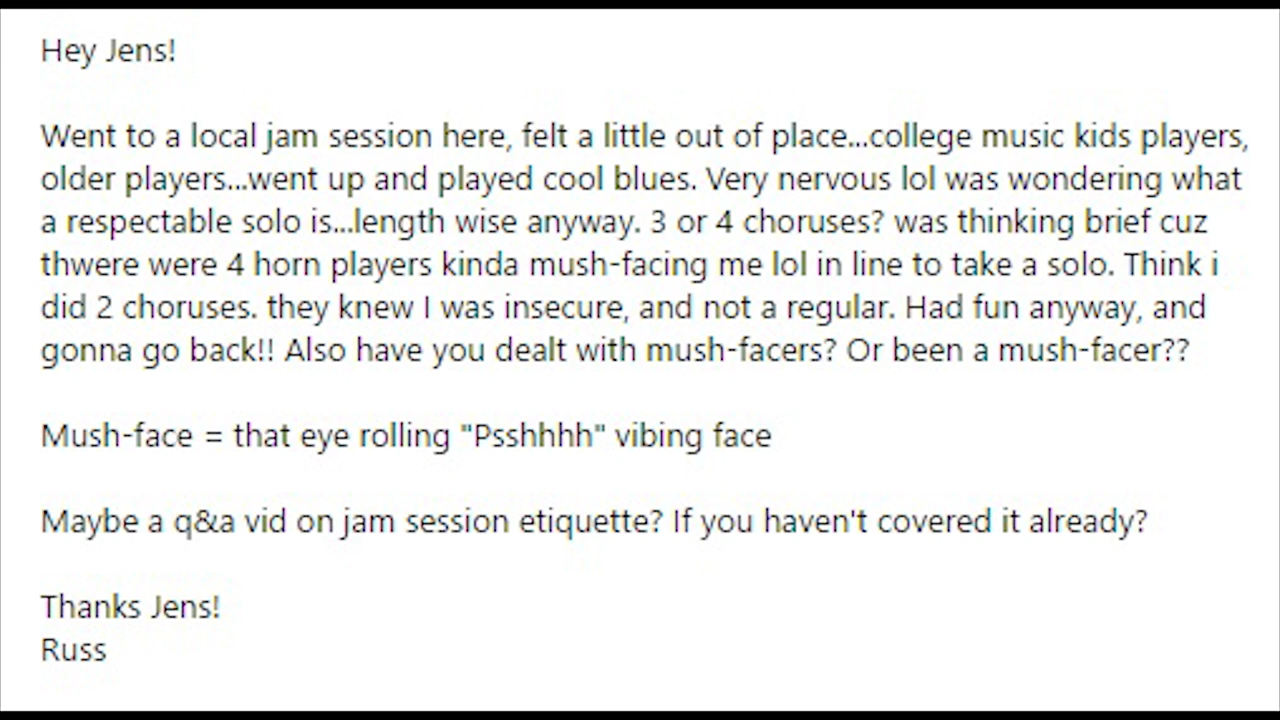 Hey Jens!
Went to a local jam session here, felt a little out of place...college music kids players,
older players...went up and played cool blues. Very nervous lol was wondering what
a respectable solo is...length wise anyway. 3 or 4 choruses? was thinking brief cuz
thwere were 4 horn players kinda mush-facing me lol in line to take a solo. Think i
did 2 choruses. they knew I was insecure, and not a regular. Had fun anyway, and
gonna go back!! Also have you dealt with mush-facers? Or been a mush-facer??
Mush-face = that eye rolling "Psshhhh" vibing face
Maybe a q&a vid on jam session etiquette? If you haven't covered it already?
Thanks Jens!
Russ